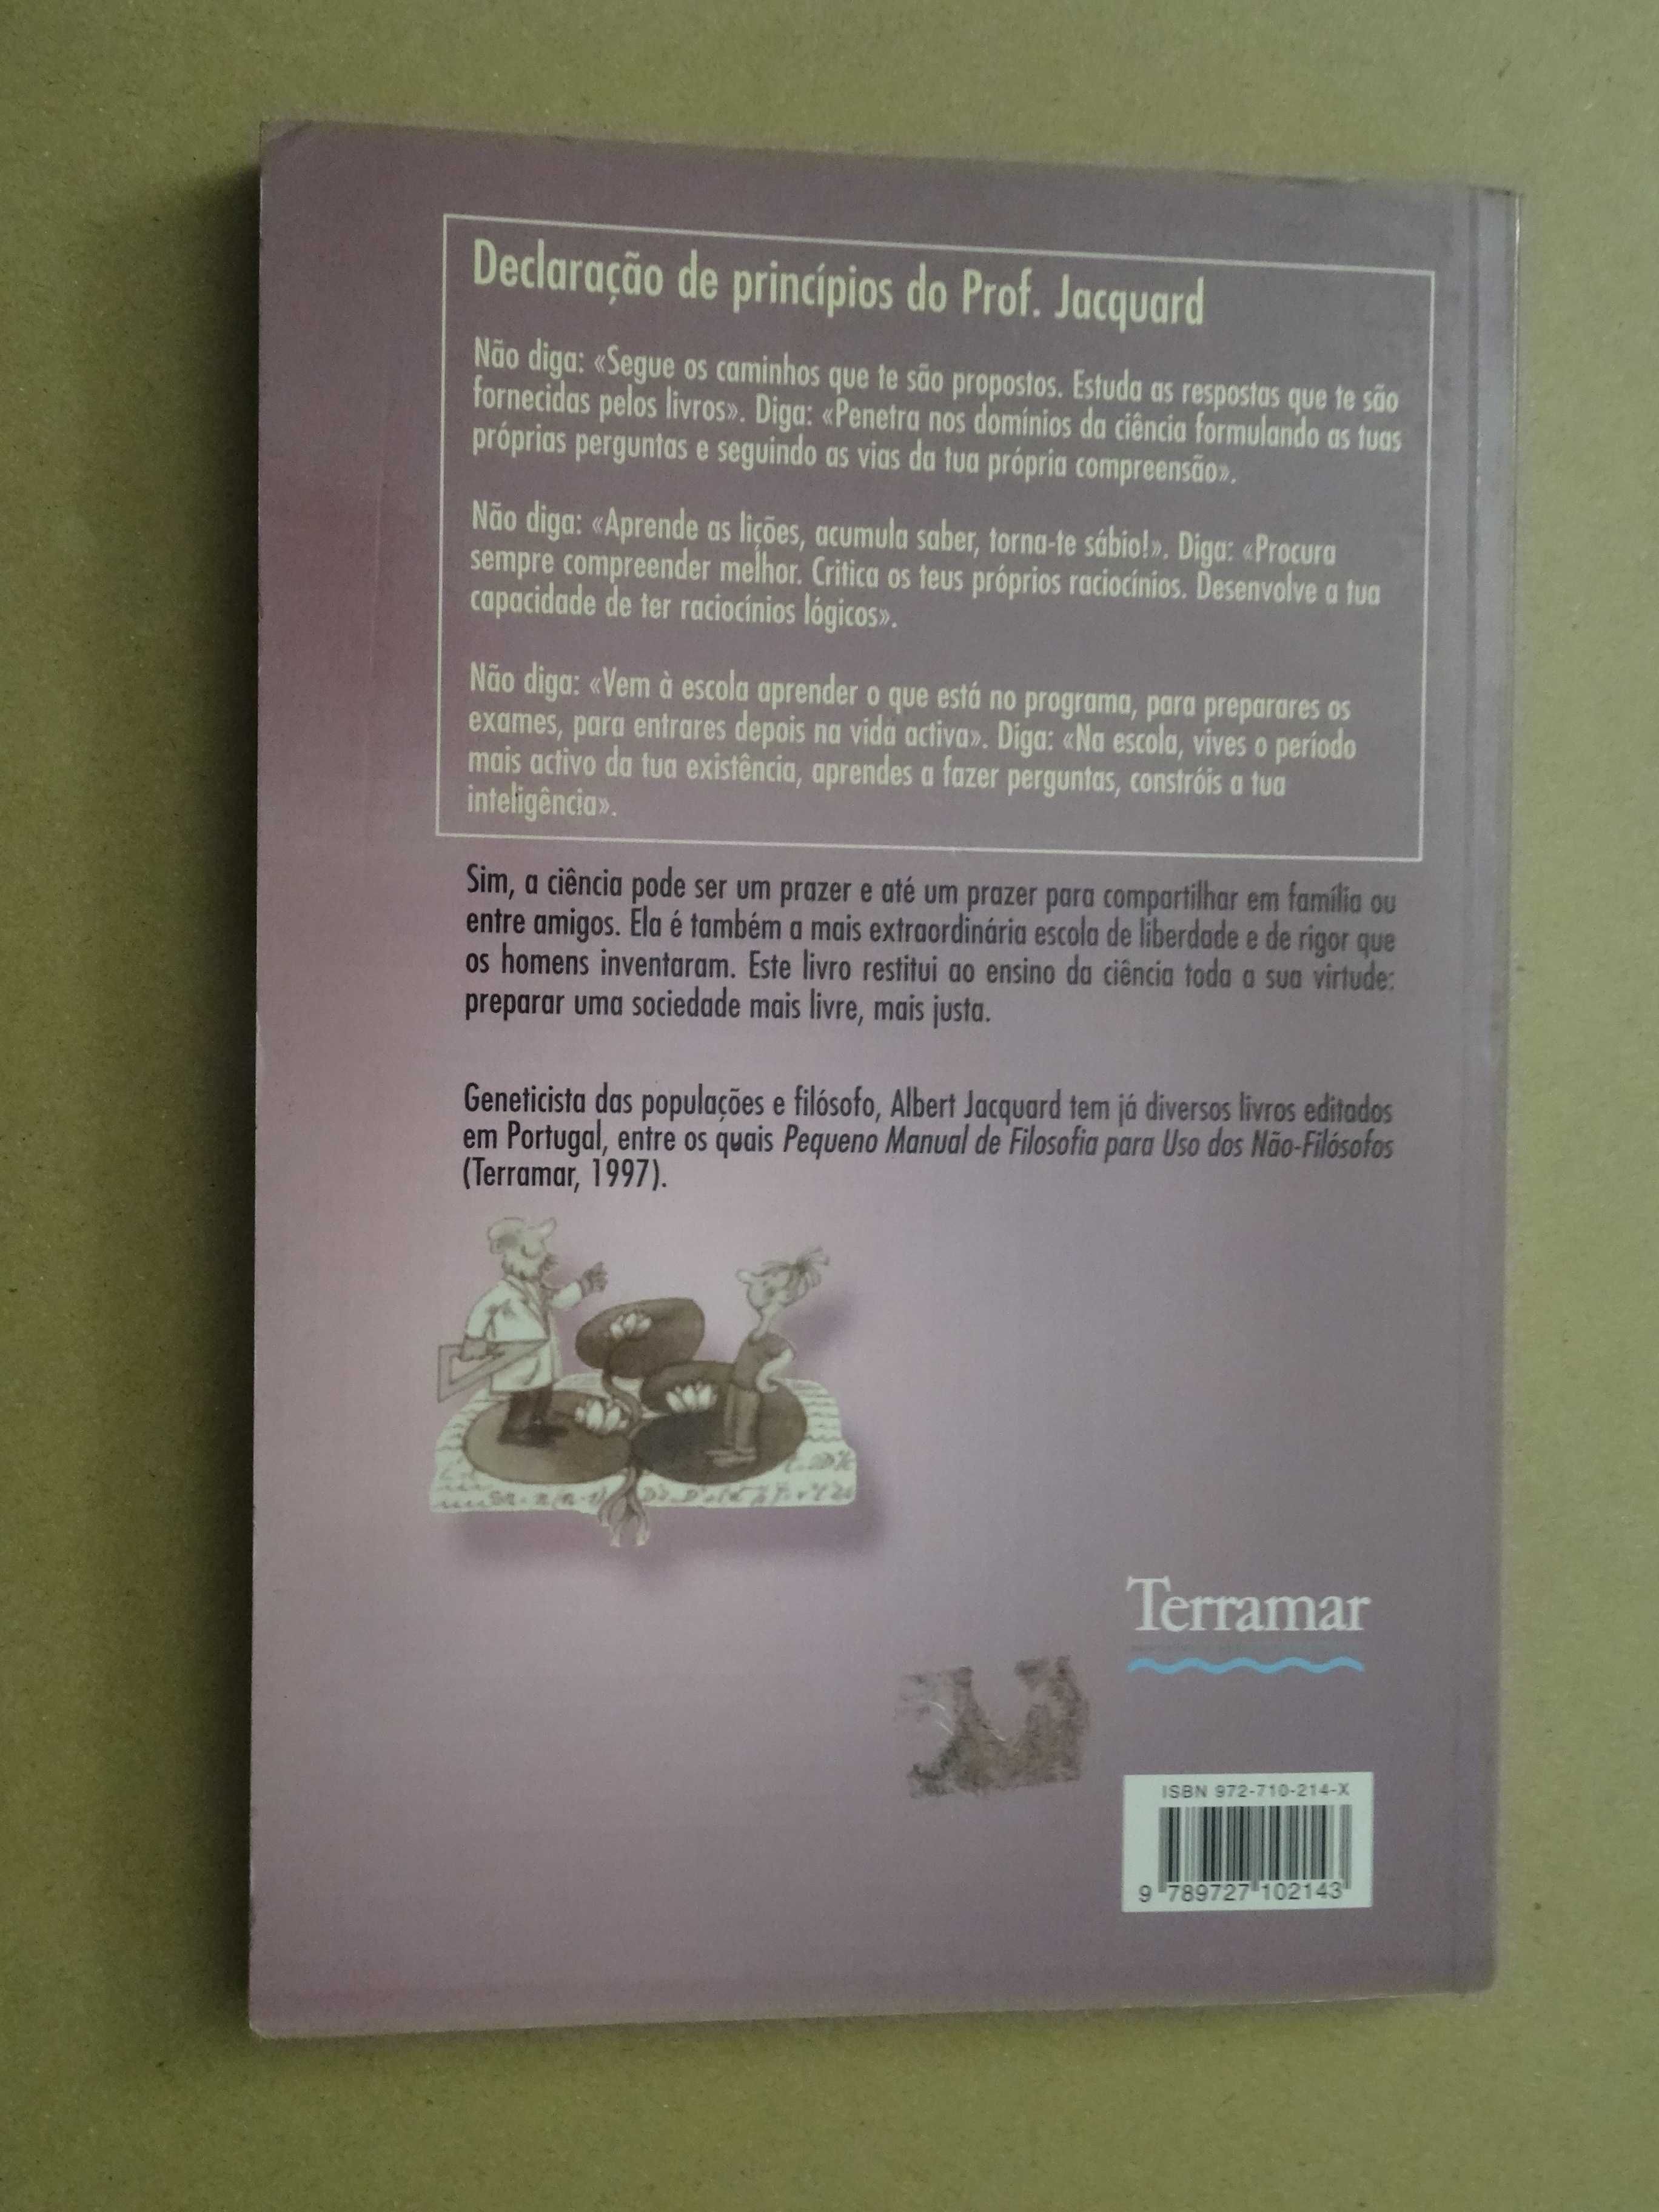 Declaração de princípios do Prof. Jacquard
Não diga: «Segue os caminhos que te são propostos. Estuda as respostas que te são
fornecidas pelos livros». Diga: «Penetra nos domínios da ciência formulando as tuas
próprias perguntas e seguindo as vias da tua própria compreensão».
Não diga: «Aprende as lições, acumula saber, torna-te sábio!». Diga: «Procura
sempre compreender melhor. Critica os teus próprios raciocínios. Desenvolve a tua
capacidade de ter raciocínios lógicos».
Não diga: «Vem à escola aprender o que está no programa, para preparares os
exames, para entrares depois na vida activa». Diga: «Na escola, vives o período
mais activo da tua existência, aprendes a fazer perguntas, constróis a tua
inteligência».
Sim, a ciência pode ser um prazer e até um prazer para compartilhar em família ou
entre amigos. Ela é também a mais extraordinária escola de liberdade e de rigor que
os homens inventaram. Este livro restitui ao ensino da ciência toda a sua virtude:
preparar uma sociedade mais livre, mais justa.
Geneticista das populações e filósofo, Albert Jacquard tem já diversos livros editados
em Portugal, entre os quais Pequeno Manual de Filosofia para Uso dos Não-Filósofos
(Terramar, 1997).
Terramar
ISBN 972-710-214-X
9 789727 102143